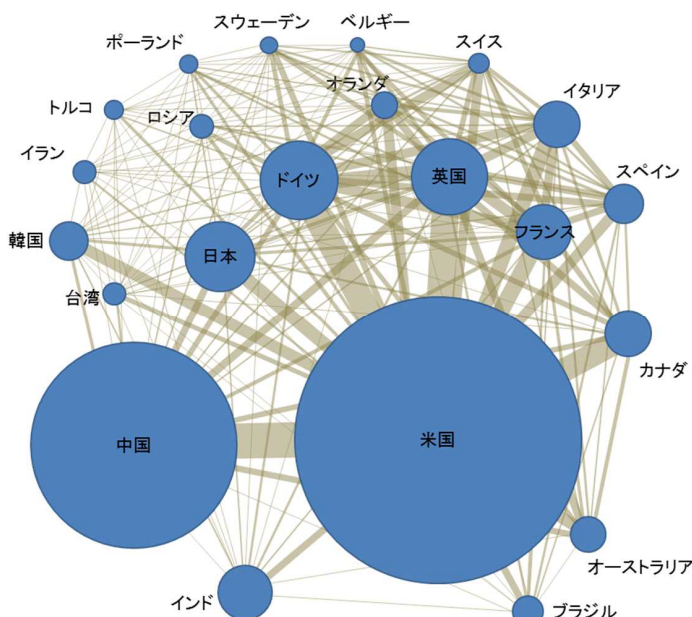 スウェーデン
ベルギー
ポーランド
スイス
オランダ
イタリア
トルコ
ロシア
イラン
ドイツ
英国
スペイン
韓国
日本
フランス
台湾
カナダ
中国
米国
オーストラリア
インド
ブラジル